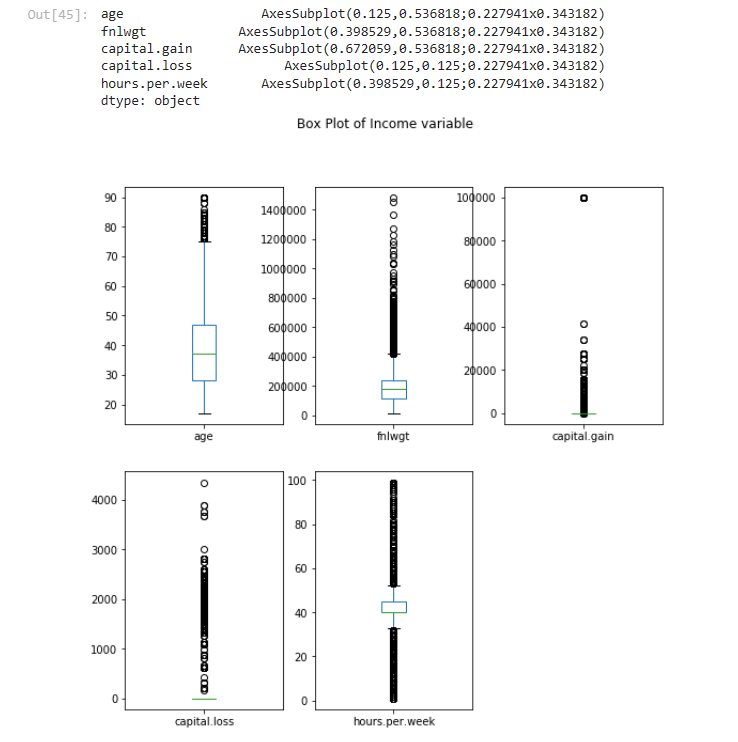 Out[45]: age AxesSubplot(0.125,0.536818;0.227941x0.343182)
fnlwgt AxesSubplot(0.398529,0.536818;0.227941x0.343182)
capital.gain AxesSubplot(0.672059,0.536818;0.227941x0.343182)
capital.loss AxesSubplot(0.125,0.125;0.227941x0.343182)
hours.per.week AxesSubplot(0.398529,0.125;0.227941x0.343182)
dtype: object
Box Plot of Income variable
90
80
70
60
50
40
30
20
age
1400000
1200000
1000000
800000
600000
400000
200000
0
fnlwgt
100000
80000
60000
40000
20000
0
capital.gain
4000
3000
2000
1000
0
capital.loss
100
80
60
40
20
0
hours.per.week